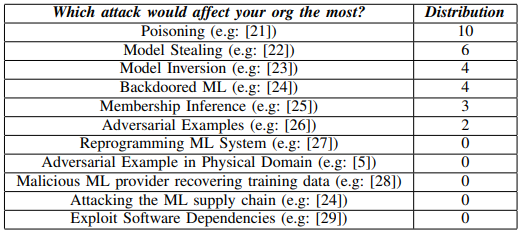 Which attack would affect your org the most? Distribution
Poisoning (e.g: [21]) 10
Model Stealing (e.g: [22]) 6
Model Inversion (e.g: [23]) 4
Backdoored ML (e.g: [24]) 4
Membership Inference (e.g: [25]) 3
Adversarial Examples (e.g: [26]) 2
Reprogramming ML System (e.g: [27]) 0
Adversarial Example in Physical Domain (e.g: [5]) 0
Malicious ML provider recovering training data (e.g: [28]) 0
Attacking the ML supply chain (e.g: [24]) 0
Exploit Software Dependencies (e.g: [29]) 0